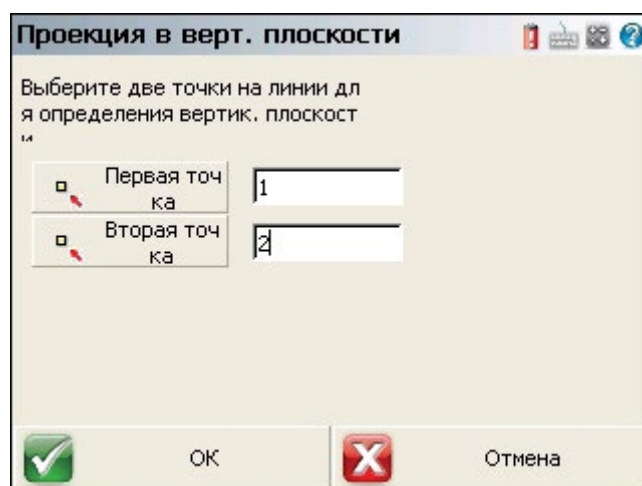 Проекция в верт. плоскости
Выберите две точки на линии дл
я определения вертик. плоскост
и
Первая точ
ка
1
Вторая точ
ка
2
ОК
Отмена